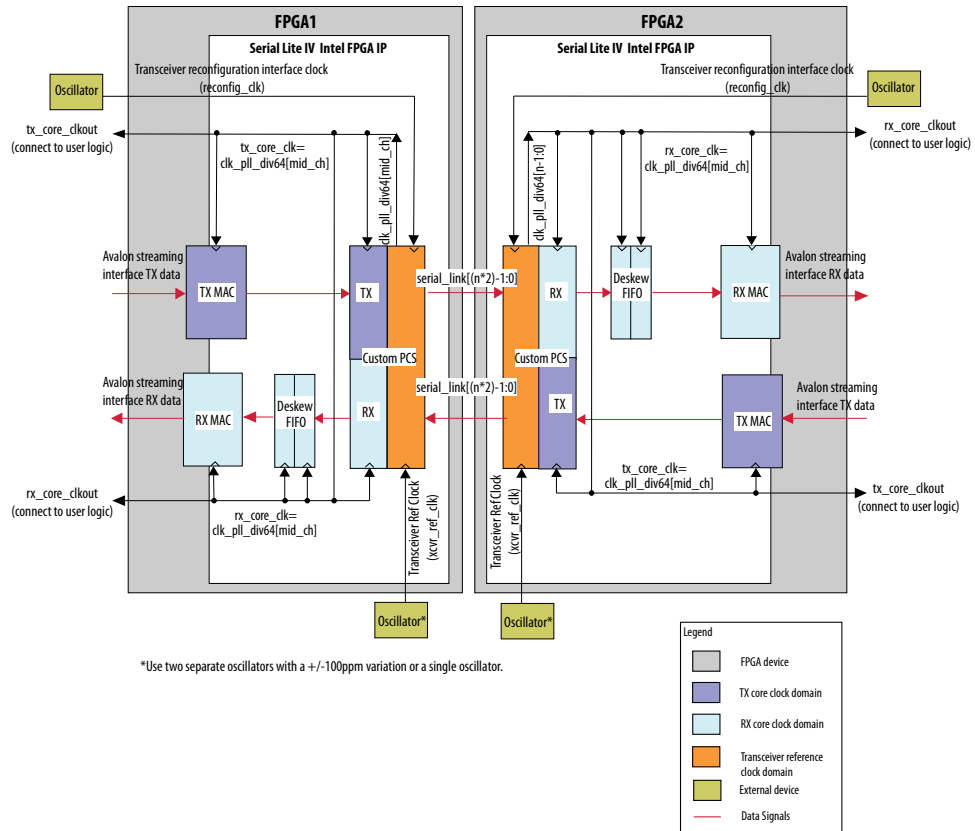 FPGA1
FPGA2
Serial Lite IV Intel FPGA IP
Serial Lite IV Intel FPGA IP
Transceiver reconfiguration interface clock
(reconfig_clk)
Transceiver reconfiguration interface clock
(reconfig_clk)
Oscillator
Oscillator
tx_core_clkout
(connect to user logic)
tx_core_clk=
clk_pll_div64[mid_ch]
clk_pll_div64[mid_ch]
clk_pll_div64[n-1:0]
rx_core_clk=
clk_pll_div64[mid_ch]
rx_core_clkout
(connect to user logic)
Avalon streaming
interface TX data
TX MAC
TX
serial_link[(n*2)-1:0]
RX
Deskew
FIFO
RX MAC
Avalon streaming
interface RX data
Custom PCS
Custom PCS
Avalon streaming
interface RX data
RX MAC
Deskew
FIFO
RX
serial_link[(n*2)-1:0]
TX
TX MAC
Avalon streaming
interface TX data
rx_core_clkout
(connect to user logic)
rx_core_clk=
clk_pll_div64[mid_ch]
Transceiver Ref Clock
(xcvr_ref_clk)
Transceiver Ref Clock
(xcvr_ref_clk)
tx_core_clk=
clk_pll_div64[mid_ch]
tx_core_clkout
(connect to user logic)
Oscillator*
Oscillator*
*Use two separate oscillators with a +/-100ppm variation or a single oscillator.
Legend
FPGA device
TX core clock domain
RX core clock domain
Transceiver reference
clock domain
External device
Data Signals